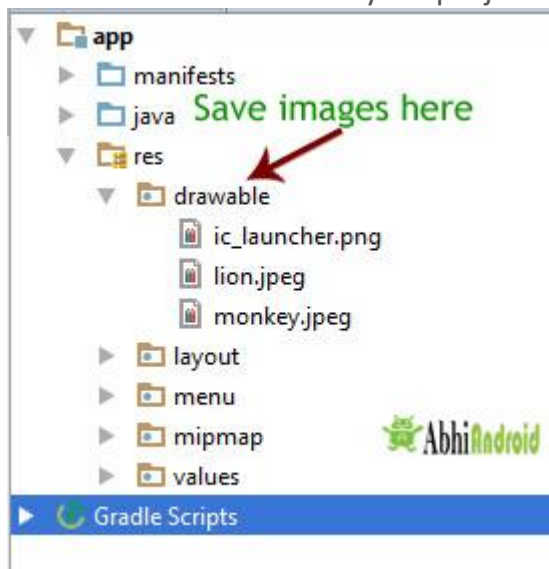 app
manifests
java
Save images here
res
drawable
ic_launcher.png
lion.jpeg
monkey.jpeg
layout
menu
mipmap
AbhiAndroid
values
Gradle Scripts